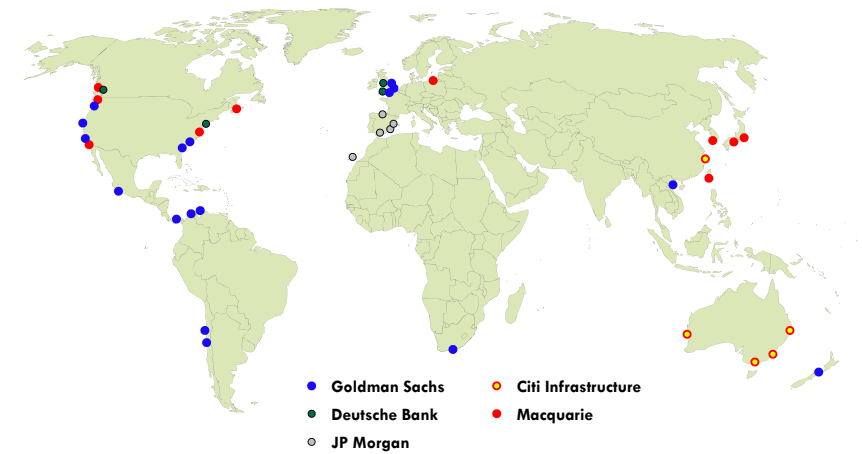 Goldman Sachs
Citi Infrastructure
Deutsche Bank
Macquarie
JP Morgan